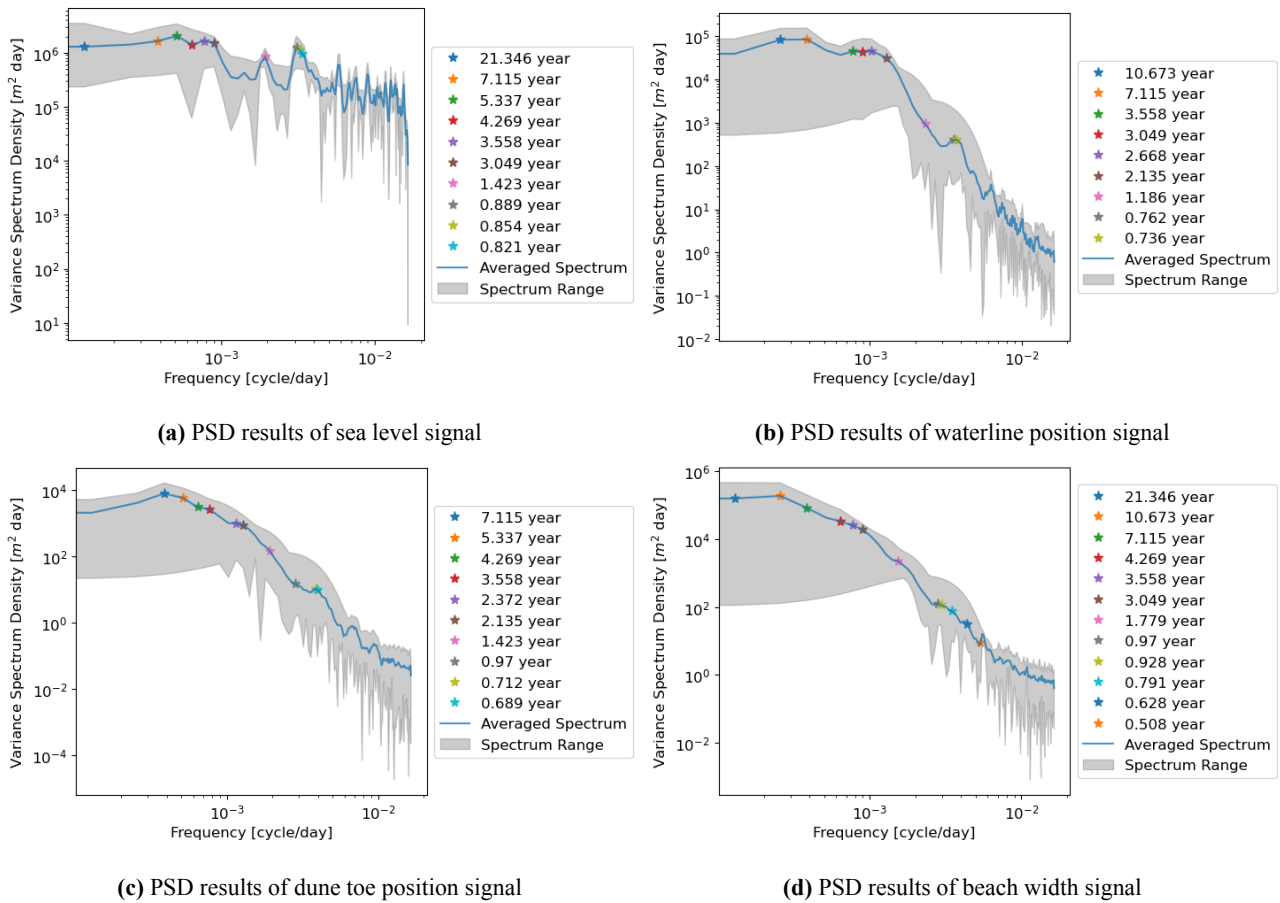 Variance Spectrum Density [m² day]
10⁶
10⁵
10⁴
10³
10²
10¹
10⁻³
10⁻²
Frequency [cycle/day]
21.346 year
7.115 year
5.337 year
4.269 year
3.558 year
3.049 year
1.423 year
0.889 year
0.854 year
0.821 year
Averaged Spectrum
Spectrum Range
(a) PSD results of sea level signal
Variance Spectrum Density [m² day]
10⁵
10⁴
10³
10²
10¹
10⁰
10⁻¹
10⁻²
10⁻³
10⁻²
Frequency [cycle/day]
10.673 year
7.115 year
3.558 year
3.049 year
2.668 year
2.135 year
1.186 year
0.762 year
0.736 year
Averaged Spectrum
Spectrum Range
(b) PSD results of waterline position signal
Variance Spectrum Density [m² day]
10⁴
10²
10⁰
10⁻²
10⁻⁴
10⁻³
10⁻²
Frequency [cycle/day]
7.115 year
5.337 year
4.269 year
3.558 year
2.372 year
2.135 year
1.423 year
0.97 year
0.712 year
0.689 year
Averaged Spectrum
Spectrum Range
(c) PSD results of dune toe position signal
Variance Spectrum Density [m² day]
10⁶
10⁴
10²
10⁰
10⁻²
10⁻³
10⁻²
Frequency [cycle/day]
21.346 year
10.673 year
7.115 year
4.269 year
3.558 year
3.049 year
1.779 year
0.97 year
0.928 year
0.791 year
0.628 year
0.508 year
Averaged Spectrum
Spectrum Range
(d) PSD results of beach width signal